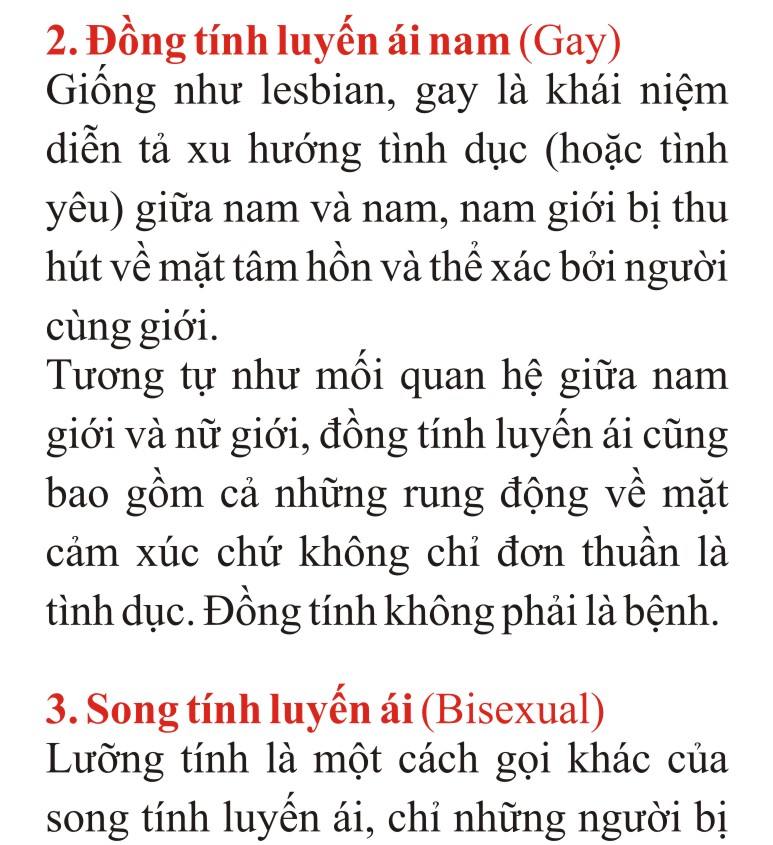 2. Đồng tính luyến ái nam (Gay)
Giống như lesbian, gay là khái niệm
diễn tả xu hướng tình dục (hoặc tình
yêu) giữa nam và nam, nam giới bị thu
hút về mặt tâm hồn và thể xác bởi người
cùng giới.
Tương tự như mối quan hệ giữa nam
giới và nữ giới, đồng tính luyến ái cũng
bao gồm cả những rung động về mặt
cảm xúc chứ không chỉ đơn thuần là
tình dục. Đồng tính không phải là bệnh.
3. Song tính luyến ái (Bisexual)
Lưỡng tính là một cách gọi khác của
song tính luyến ái, chỉ những người bị